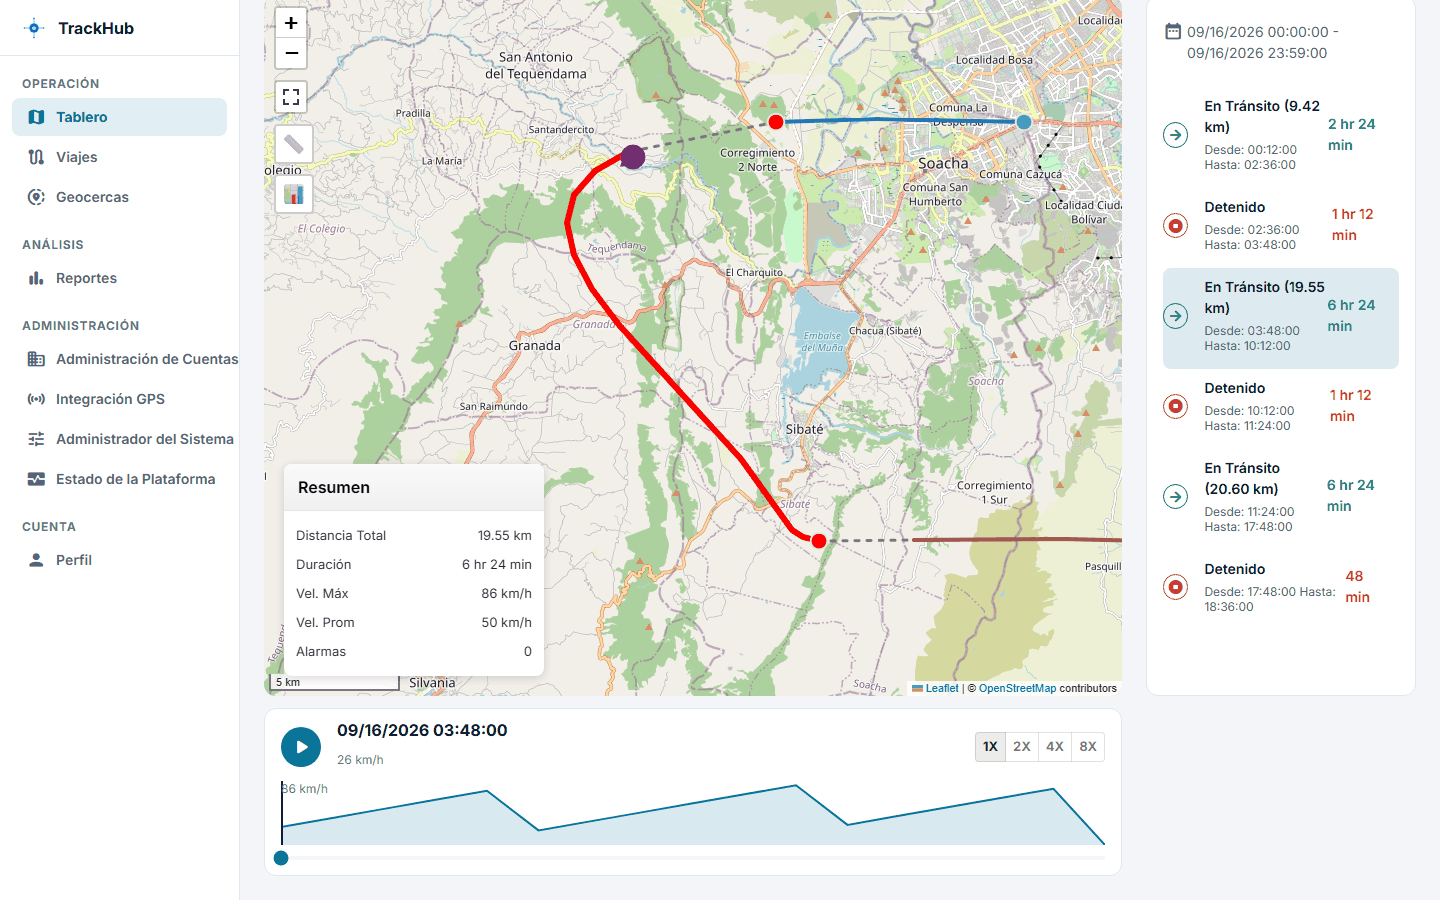 TrackHub
OPERACIÓN
Tablero
Viajes
Geocercas
ANÁLISIS
Reportes
ADMINISTRACIÓN
Administración de Cuentas
Integración GPS
Administrador del Sistema
Estado de la Plataforma
CUENTA
Perfil
+
−
San Antonio
del Tequendama
Pradilla
Santandercito
La María
olegio
El Colegio
Tequendama
Granada
Granada
San Raimundo
Silvania
Localida
Localidad Bosa
Comuna La
Despensa
Corregimiento
2 Norte
Soacha
Comuna Cazucá
Comuna San
Humberto
Localidad Ciuda
Bolívar
El Charquito
Embalse
del Muña
Chacua (Sibaté)
Soacha
Sibaté
Sibaté
Corregimiento
1 Sur
Pasquill
Soacha
Tequend
Resumen
Distancia Total 19.55 km
Duración 6 hr 24 min
Vel. Máx 86 km/h
Vel. Prom 50 km/h
Alarmas 0
5 km
Leaflet | © OpenStreetMap contributors
09/16/2026 03:48:00
26 km/h
1X 2X 4X 8X
86 km/h
09/16/2026 00:00:00 -
09/16/2026 23:59:00
En Tránsito (9.42
km)
Desde: 00:12:00
Hasta: 02:36:00
2 hr 24
min
Detenido
Desde: 02:36:00
Hasta: 03:48:00
1 hr 12
min
En Tránsito (19.55
km)
Desde: 03:48:00
Hasta: 10:12:00
6 hr 24
min
Detenido
Desde: 10:12:00
Hasta: 11:24:00
1 hr 12
min
En Tránsito
(20.60 km)
Desde: 11:24:00
Hasta: 17:48:00
6 hr 24
min
Detenido
Desde: 17:48:00 Hasta:
18:36:00
48
min